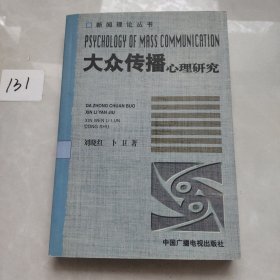 131
□新闻理论丛书
PSYCHOLOGY OF MASS COMMUNICATION
大众传播心理研究
DA ZHONG CHUAN BUO
XIN LI YAN JIU
XIN WEN LI LUN
CONG SHU
刘晓红 卜卫著
中国广播电视出版社